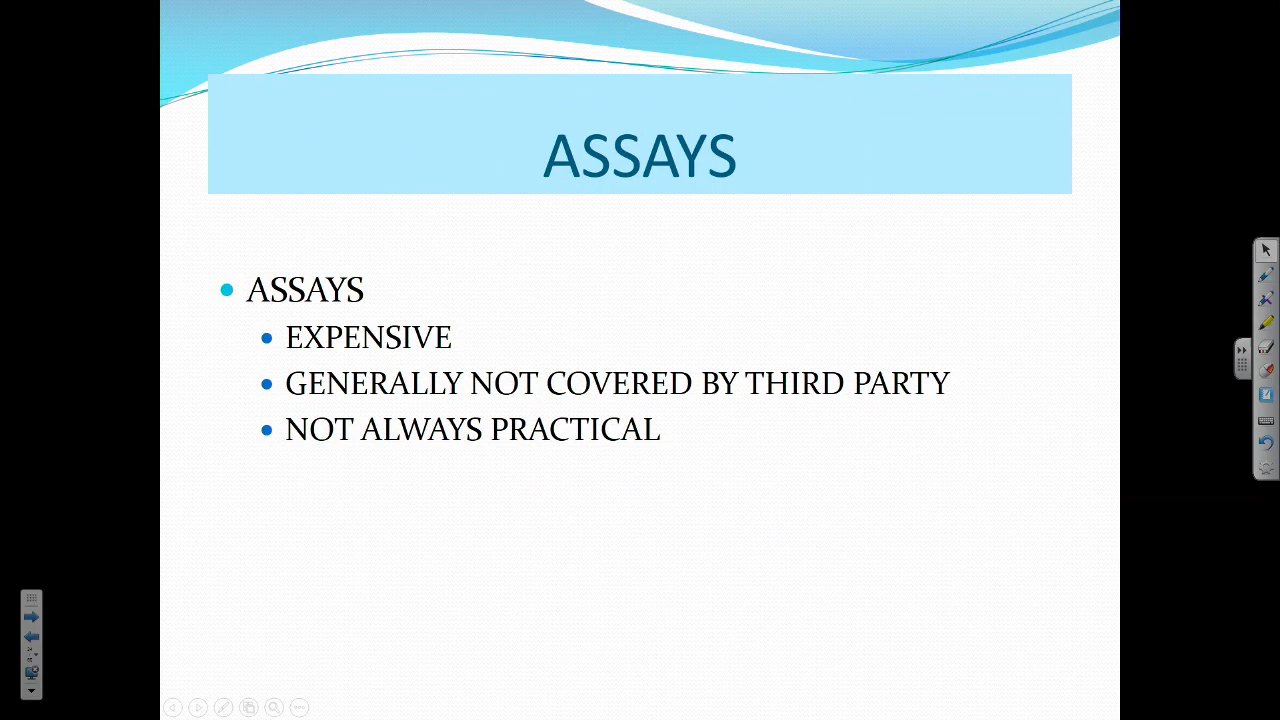 ASSAYS
ASSAYS
EXPENSIVE
GENERALLY NOT COVERED BY THIRD PARTY
NOT ALWAYS PRACTICAL